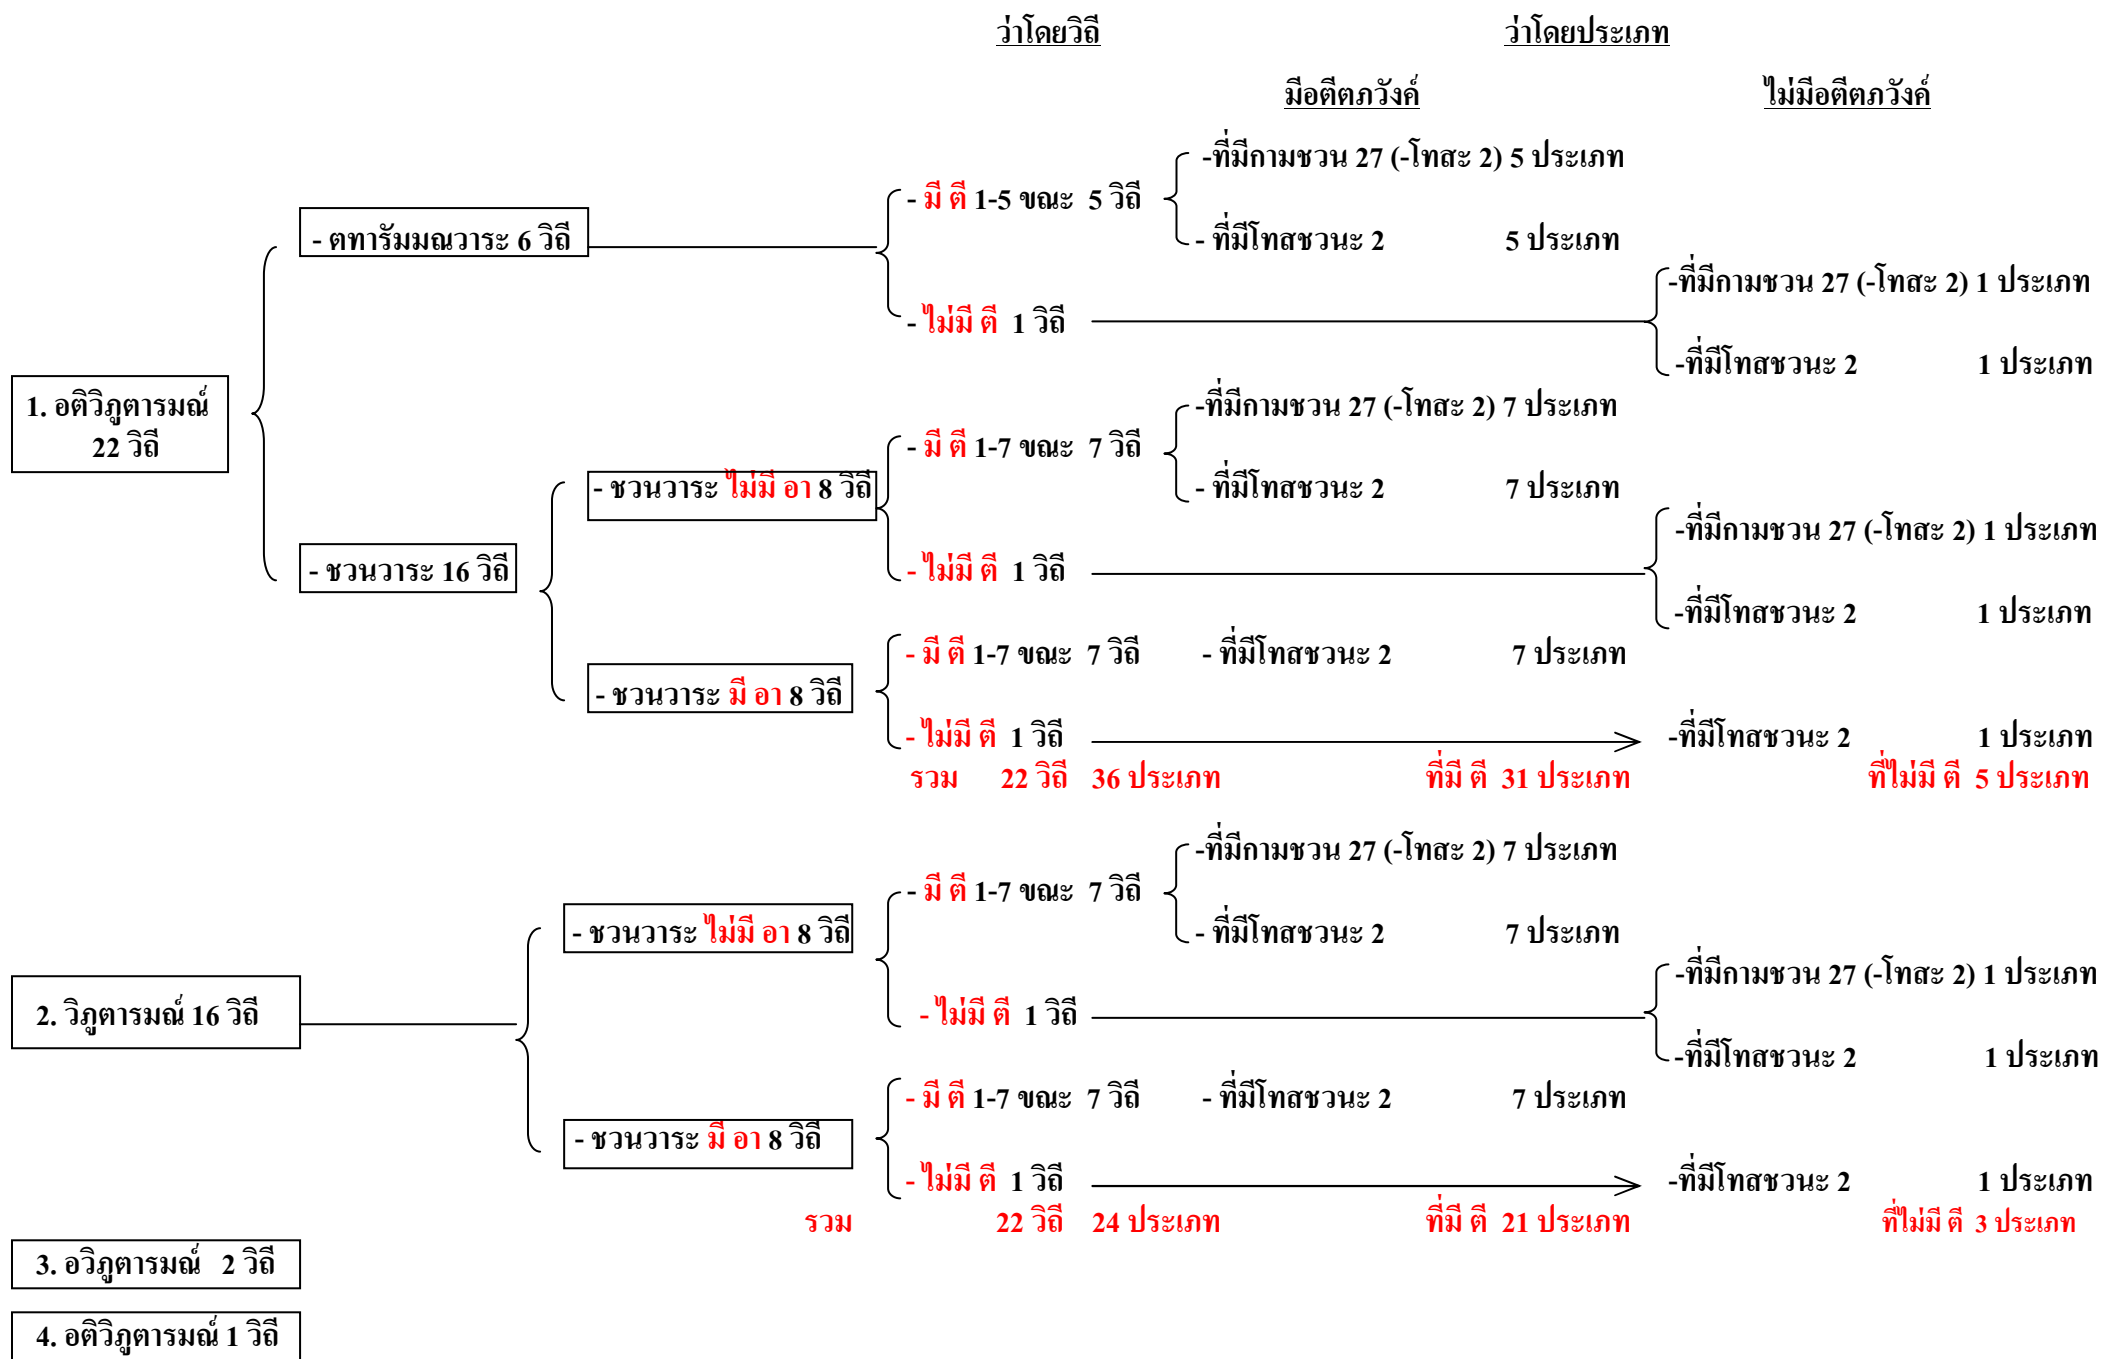 ว่าโดยวิถี ว่าโดยประเภท
มีอตีตภวังค์ ไม่มีอตีตภวังค์
-ที่มีกามชวน 27 (-โทสะ 2) 5 ประเภท
- มี ตี 1-5 ขณะ 5 วิถี
- ตทารัมมณวาระ 6 วิถี - ที่มีโทสชวนะ 2 5 ประเภท
-ที่มีกามชวน 27 (-โทสะ 2) 1 ประเภท
- ไม่มี ตี 1 วิถี
-ที่มีโทสชวนะ 2 1 ประเภท
1. อติวิภูตารมณ์
22 วิถี
-ที่มีกามชวน 27 (-โทสะ 2) 7 ประเภท
- มี ตี 1-7 ขณะ 7 วิถี
- ชวนวาระ ไม่มี อา 8 วิถี - ที่มีโทสชวนะ 2 7 ประเภท
-ที่มีกามชวน 27 (-โทสะ 2) 1 ประเภท
- ชวนวาระ 16 วิถี - ไม่มี ตี 1 วิถี
-ที่มีโทสชวนะ 2 1 ประเภท
- มี ตี 1-7 ขณะ 7 วิถี - ที่มีโทสชวนะ 2 7 ประเภท
- ชวนวาระ มี อา 8 วิถี
- ไม่มี ตี 1 วิถี -ที่มีโทสชวนะ 2 1 ประเภท
รวม 22 วิถี 36 ประเภท ที่มี ตี 31 ประเภท ที่ไม่มี ตี 5 ประเภท
-ที่มีกามชวน 27 (-โทสะ 2) 7 ประเภท
- มี ตี 1-7 ขณะ 7 วิถี
- ชวนวาระ ไม่มี อา 8 วิถี - ที่มีโทสชวนะ 2 7 ประเภท
-ที่มีกามชวน 27 (-โทสะ 2) 1 ประเภท
2. วิภูตารมณ์ 16 วิถี - ไม่มี ตี 1 วิถี
-ที่มีโทสชวนะ 2 1 ประเภท
- มี ตี 1-7 ขณะ 7 วิถี - ที่มีโทสชวนะ 2 7 ประเภท
- ชวนวาระ มี อา 8 วิถี
- ไม่มี ตี 1 วิถี -ที่มีโทสชวนะ 2 1 ประเภท
รวม 22 วิถี 24 ประเภท ที่มี ตี 21 ประเภท ที่ไม่มี ตี 3 ประเภท
3. อวิภูตารมณ์ 2 วิถี
4. อติวิภูตารมณ์ 1 วิถี